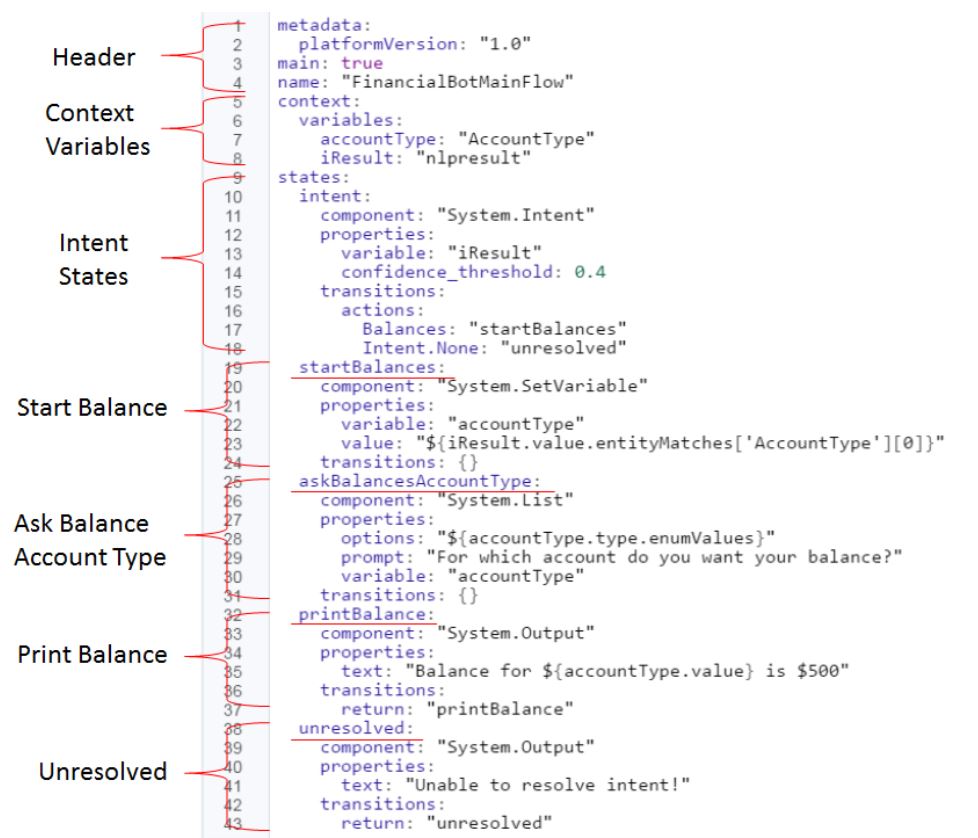 Header
Context
Variables
Intent
States
Start Balance
Ask Balance
Account Type
Print Balance
Unresolved
1 metadata:
2   platformVersion: "1.0"
3 main: true
4 name: "FinancialBotMainFlow"
5 context:
6   variables:
7     accountType: "AccountType"
8     iResult: "nlpresult"
9 states:
10   intent:
11     component: "System.Intent"
12     properties:
13       variable: "iResult"
14       confidence_threshold: 0.4
15     transitions:
16       actions:
17         Balances: "startBalances"
18         Intent.None: "unresolved"
19   startBalances:
20     component: "System.SetVariable"
21     properties:
22       variable: "accountType"
23       value: "${iResult.value.entityMatches['AccountType'][0]}"
24     transitions: {}
25   askBalancesAccountType:
26     component: "System.List"
27     properties:
28       options: "${accountType.type.enumValues}"
29       prompt: "For which account do you want your balance?"
30       variable: "accountType"
31     transitions: {}
32   printBalance:
33     component: "System.Output"
34     properties:
35       text: "Balance for ${accountType.value} is $500"
36     transitions:
37       return: "printBalance"
38   unresolved:
39     component: "System.Output"
40     properties:
41       text: "Unable to resolve intent!"
42     transitions:
43       return: "unresolved"